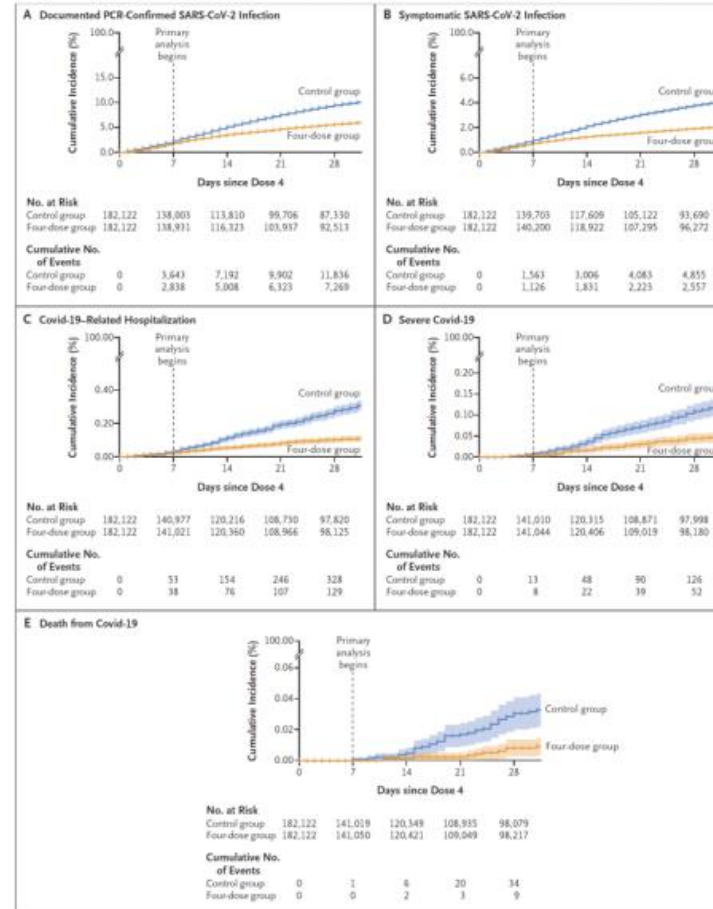 A Documented PCR-Confirmed SARS-CoV-2 Infection
Cumulative Incidence (%)
100.0
15.0
10.0
5.0
0.0
Primary
analysis
begins
Control group
Four-dose group
0 7 14 21 28
Days since Dose 4
No. at Risk
Control group 182,122 138,003 113,810 99,706 87,330
Four-dose group 182,122 138,931 116,323 103,937 92,513
Cumulative No.
of Events
Control group 0 3,643 7,192 9,902 11,836
Four-dose group 0 2,838 5,008 6,323 7,269
B Symptomatic SARS-CoV-2 Infection
Cumulative Incidence (%)
100.0
6.0
4.0
2.0
0.0
Primary
analysis
begins
Control grou
Four-dose grou
0 7 14 21 28
Days since Dose 4
No. at Risk
Control group 182,122 139,703 117,609 105,122 93,690
Four-dose group 182,122 140,200 118,922 107,295 96,272
Cumulative No.
of Events
Control group 0 1,563 3,006 4,083 4,855
Four-dose group 0 1,126 1,831 2,223 2,557
C Covid-19–Related Hospitalization
Cumulative Incidence (%)
100.00
0.40
0.20
0.00
Primary
analysis
begins
Control group
Four-dose group
0 7 14 21 28
Days since Dose 4
No. at Risk
Control group 182,122 140,977 120,216 108,730 97,820
Four-dose group 182,122 141,021 120,360 108,966 98,125
Cumulative No.
of Events
Control group 0 53 154 246 328
Four-dose group 0 38 76 107 129
D Severe Covid-19
Cumulative Incidence (%)
100.00
0.20
0.15
0.10
0.05
0.00
Primary
analysis
begins
Control grou
Four-dose grou
0 7 14 21 28
Days since Dose 4
No. at Risk
Control group 182,122 141,010 120,315 108,871 97,998
Four-dose group 182,122 141,044 120,406 109,019 98,180
Cumulative No.
of Events
Control group 0 13 48 90 126
Four-dose group 0 8 22 39 52
E Death from Covid-19
Cumulative Incidence (%)
100.00
0.06
0.04
0.02
0.00
Primary
analysis
begins
Control group
Four-dose group
0 7 14 21 28
Days since Dose 4
No. at Risk
Control group 182,122 141,019 120,349 108,935 98,079
Four-dose group 182,122 141,050 120,421 109,049 98,217
Cumulative No.
of Events
Control group 0 1 6 20 34
Four-dose group 0 0 2 3 9